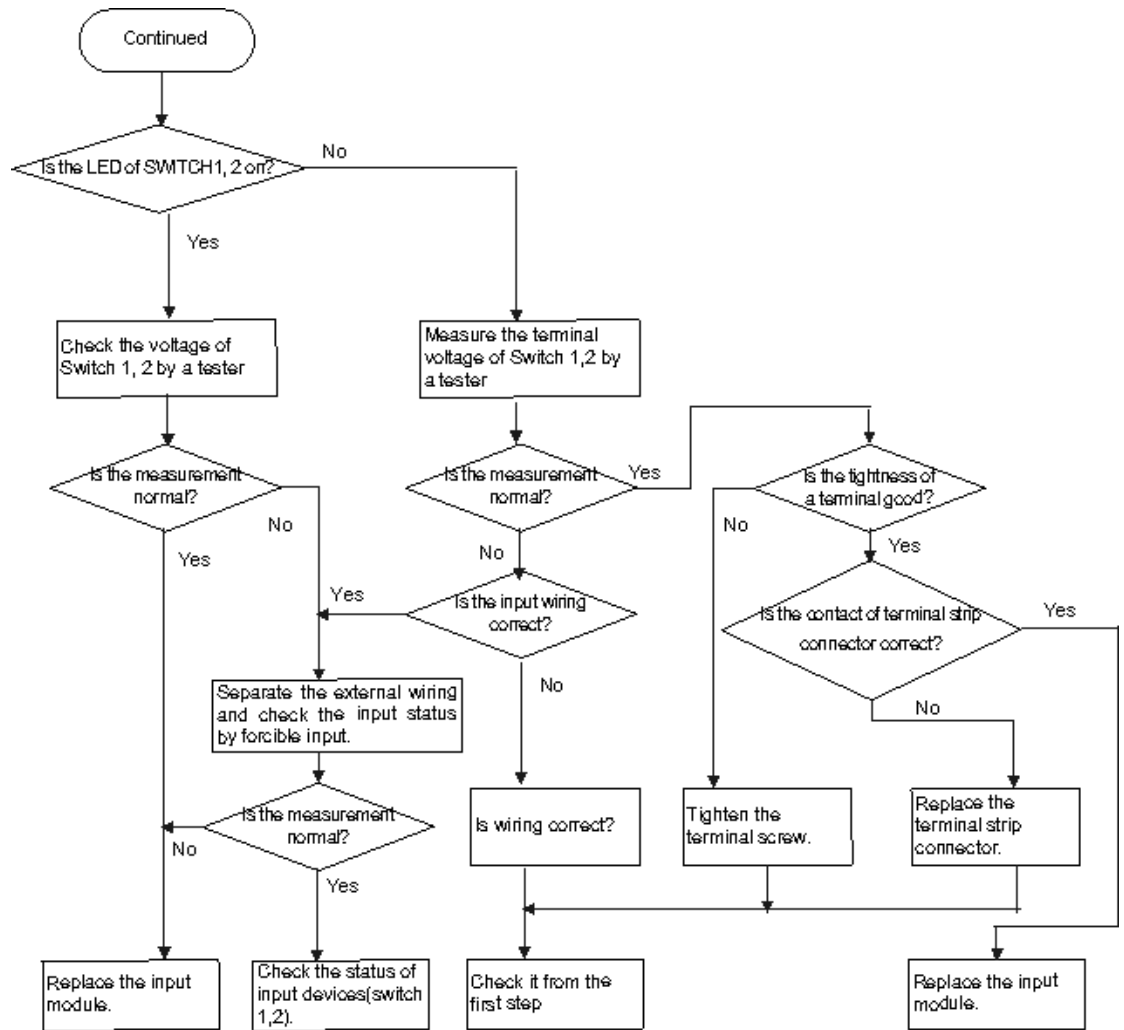 Continued
Is the LED of SWITCH1, 2 on?
No
Yes
Check the voltage of
Switch 1, 2 by a tester
Measure the terminal
voltage of Switch 1,2 by
a tester
Is the measurement
normal?
No
Yes
Is the measurement
normal?
Yes
No
Is the tightness of
a terminal good?
No
Yes
Is the input wiring
correct?
Yes
No
Is the contact of terminal strip
connector correct?
Yes
No
Separate the external wiring
and check the input status
by forcible input.
Is the measurement
normal?
No
Yes
Is wiring correct?
Tighten the
terminal screw.
Replace the
terminal strip
connector.
Replace the input
module.
Check the status of
input devices(switch
1,2).
Check it from the
first step
Replace the input
module.